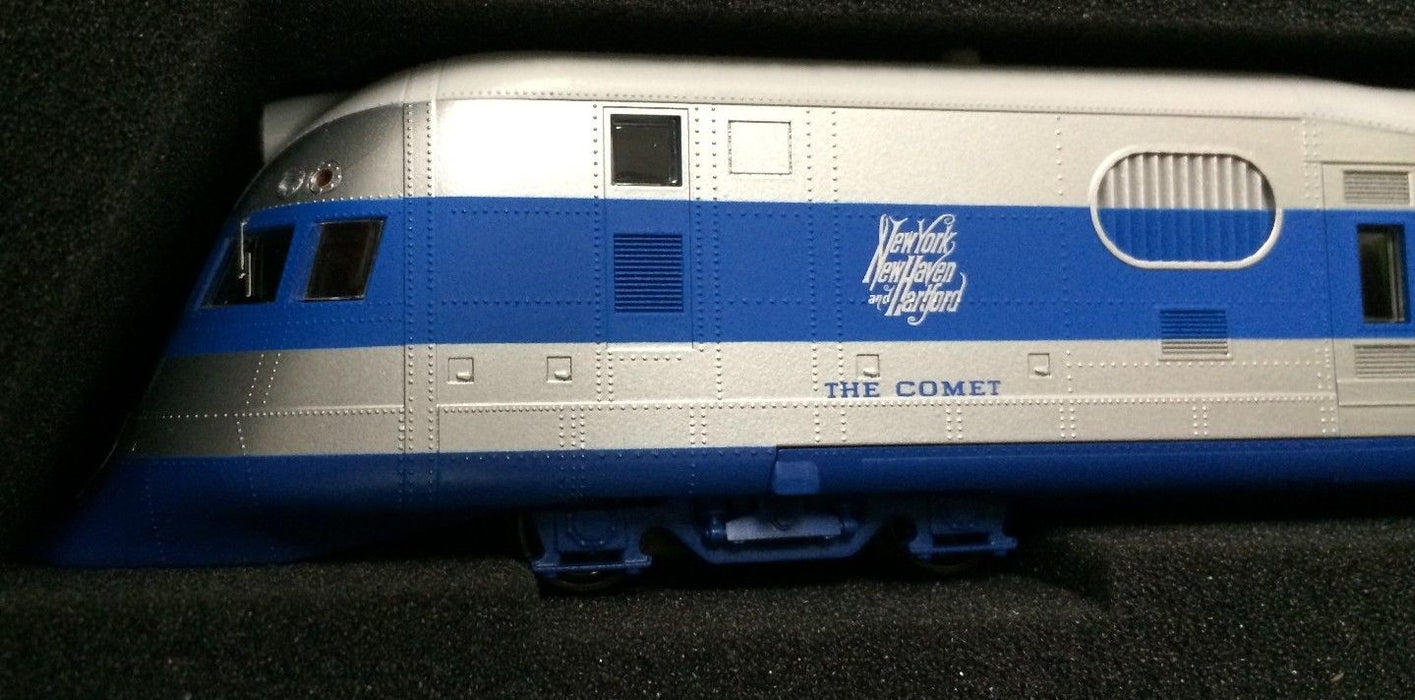 New York
New Haven
and Hartford
THE COMET